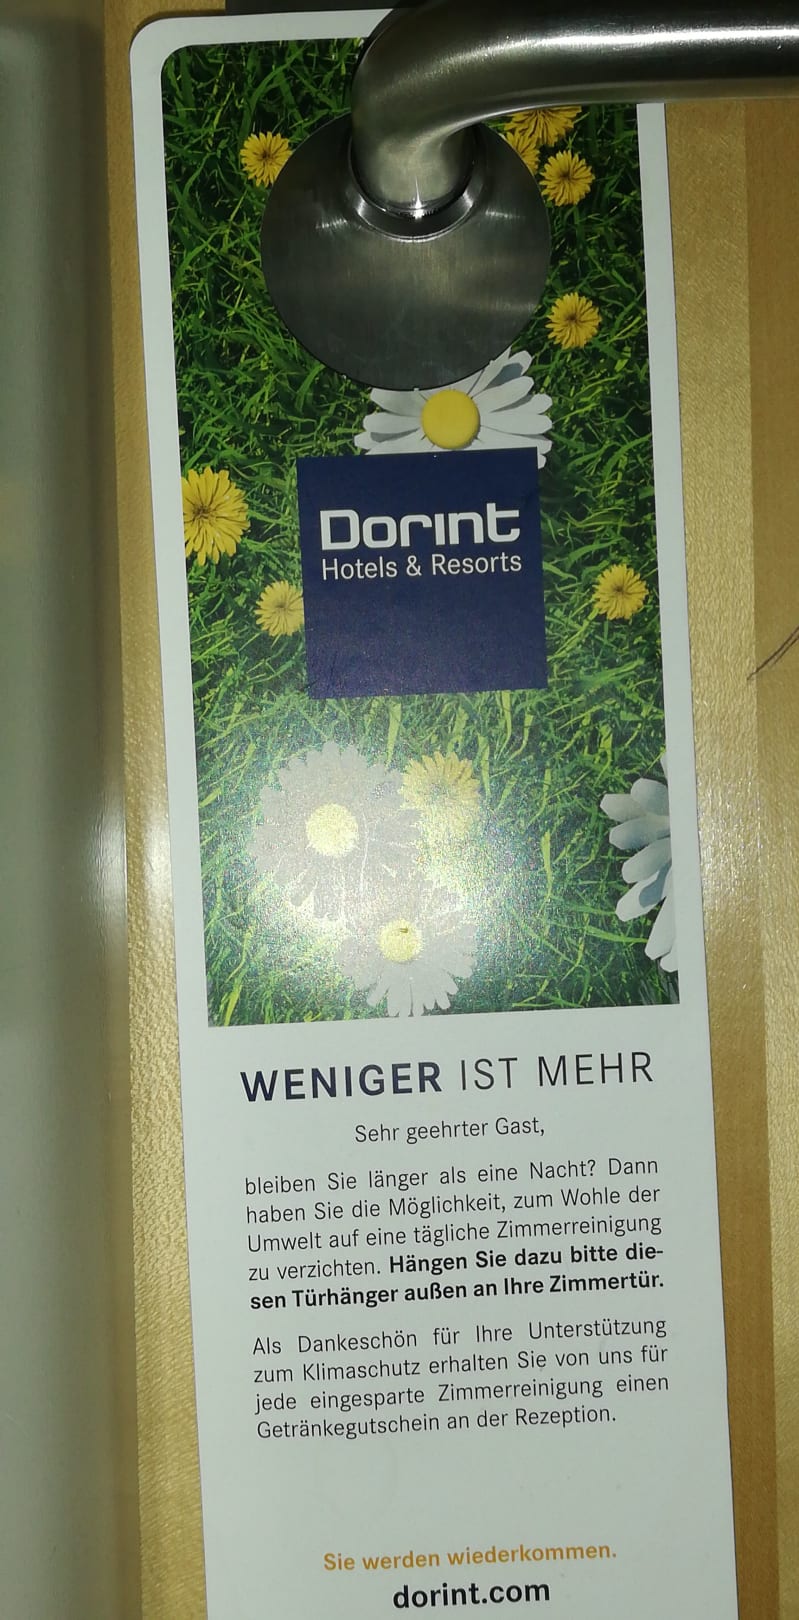 Dorint
Hotels & Resorts
WENIGER IST MEHR
Sehr geehrter Gast,
bleiben Sie länger als eine Nacht? Dann
haben Sie die Möglichkeit, zum Wohle der
Umwelt auf eine tägliche Zimmerreinigung
zu verzichten. Hängen Sie dazu bitte die-
sen Türhänger außen an Ihre Zimmertür.
Als Dankeschön für Ihre Unterstützung
zum Klimaschutz erhalten Sie von uns für
jede eingesparte Zimmerreinigung einen
Getränkegutschein an der Rezeption.
Sie werden wiederkommen.
dorint.com